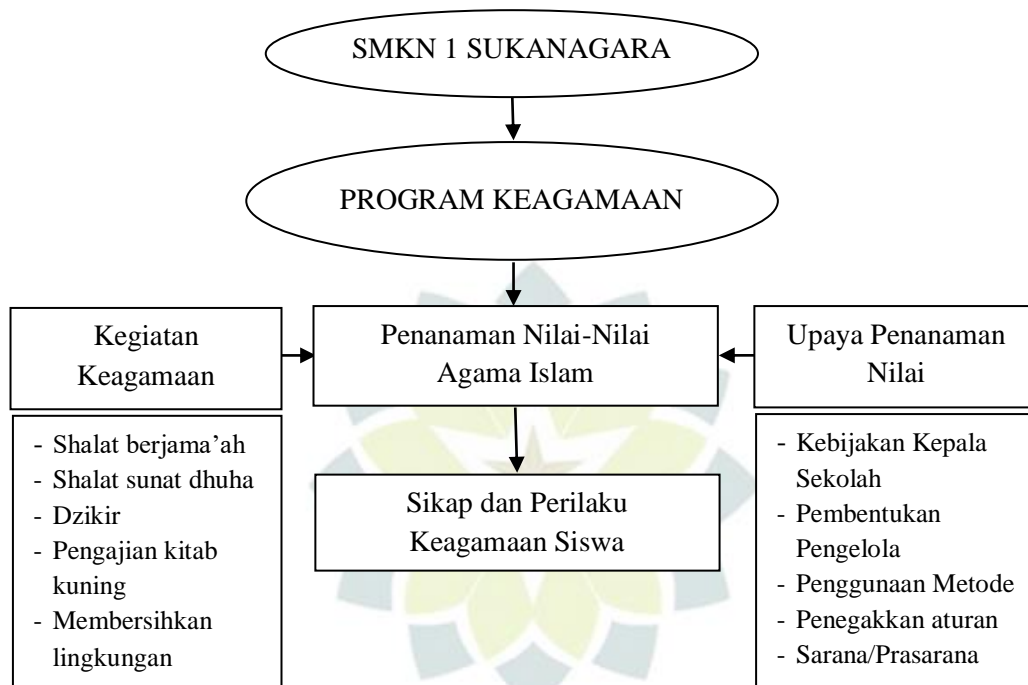 SMKN 1 SUKANAGARA
PROGRAM KEAGAMAAN
Kegiatan
Keagamaan
- Shalat berjama’ah
- Shalat sunat dhuha
- Dzikir
- Pengajian kitab
kuning
- Membersihkan
lingkungan
Penanaman Nilai-Nilai
Agama Islam
Sikap dan Perilaku
Keagamaan Siswa
Upaya Penanaman
Nilai
- Kebijakan Kepala
Sekolah
- Pembentukan
Pengelola
- Penggunaan Metode
- Penegakkan aturan
- Sarana/Prasarana